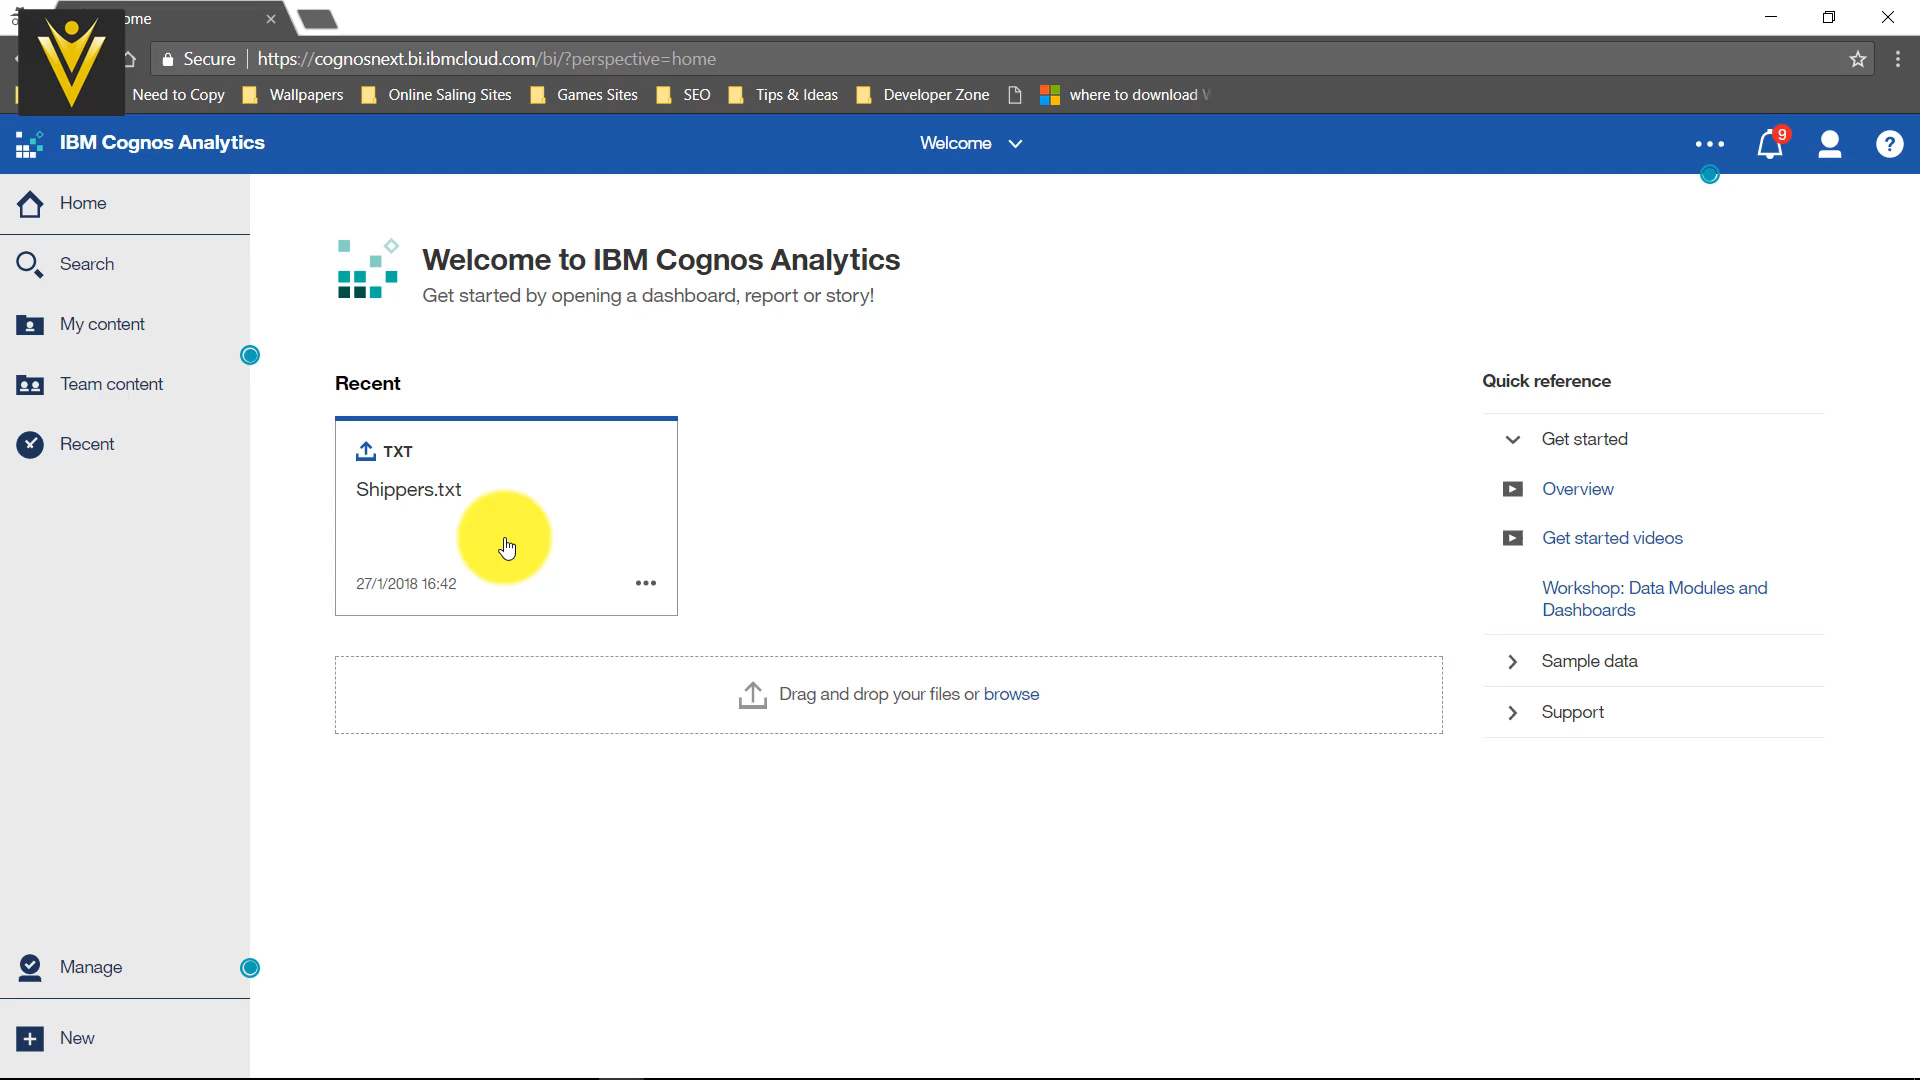 ome
Secure
https://cognosnext.bi.ibmcloud.com/bi/?perspective=home
Need to Copy
Wallpapers
Online Saling Sites
Games Sites
SEO
Tips & Ideas
Developer Zone
where to download
IBM Cognos Analytics
Welcome
9
?
Home
Search
My content
Team content
Recent
Manage
New
Welcome to IBM Cognos Analytics
Get started by opening a dashboard, report or story!
Recent
TXT
Shippers.txt
27/1/2018 16:42
Drag and drop your files or browse
Quick reference
Get started
Overview
Get started videos
Workshop: Data Modules and
Dashboards
Sample data
Support